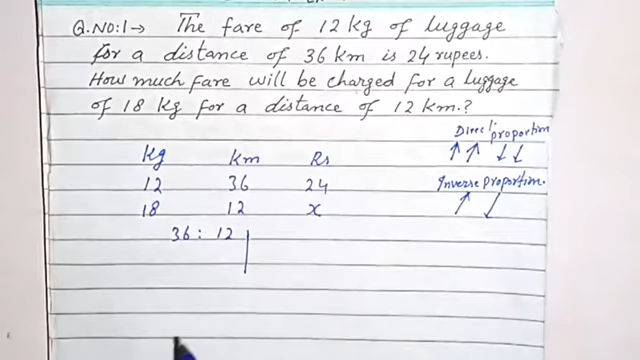 Q.NO:1→ The fare of 12 kg of luggage
for a distance of 36 km is 24 rupees.
How much fare will be charged for a luggage
of 18 kg for a distance of 12 km.?
Direct proportion
↑ ↑ ↓ ↓
Kg Km Rs
12 36 24
Inverse proportion.
↑ ↓
18 12 x
36 : 12